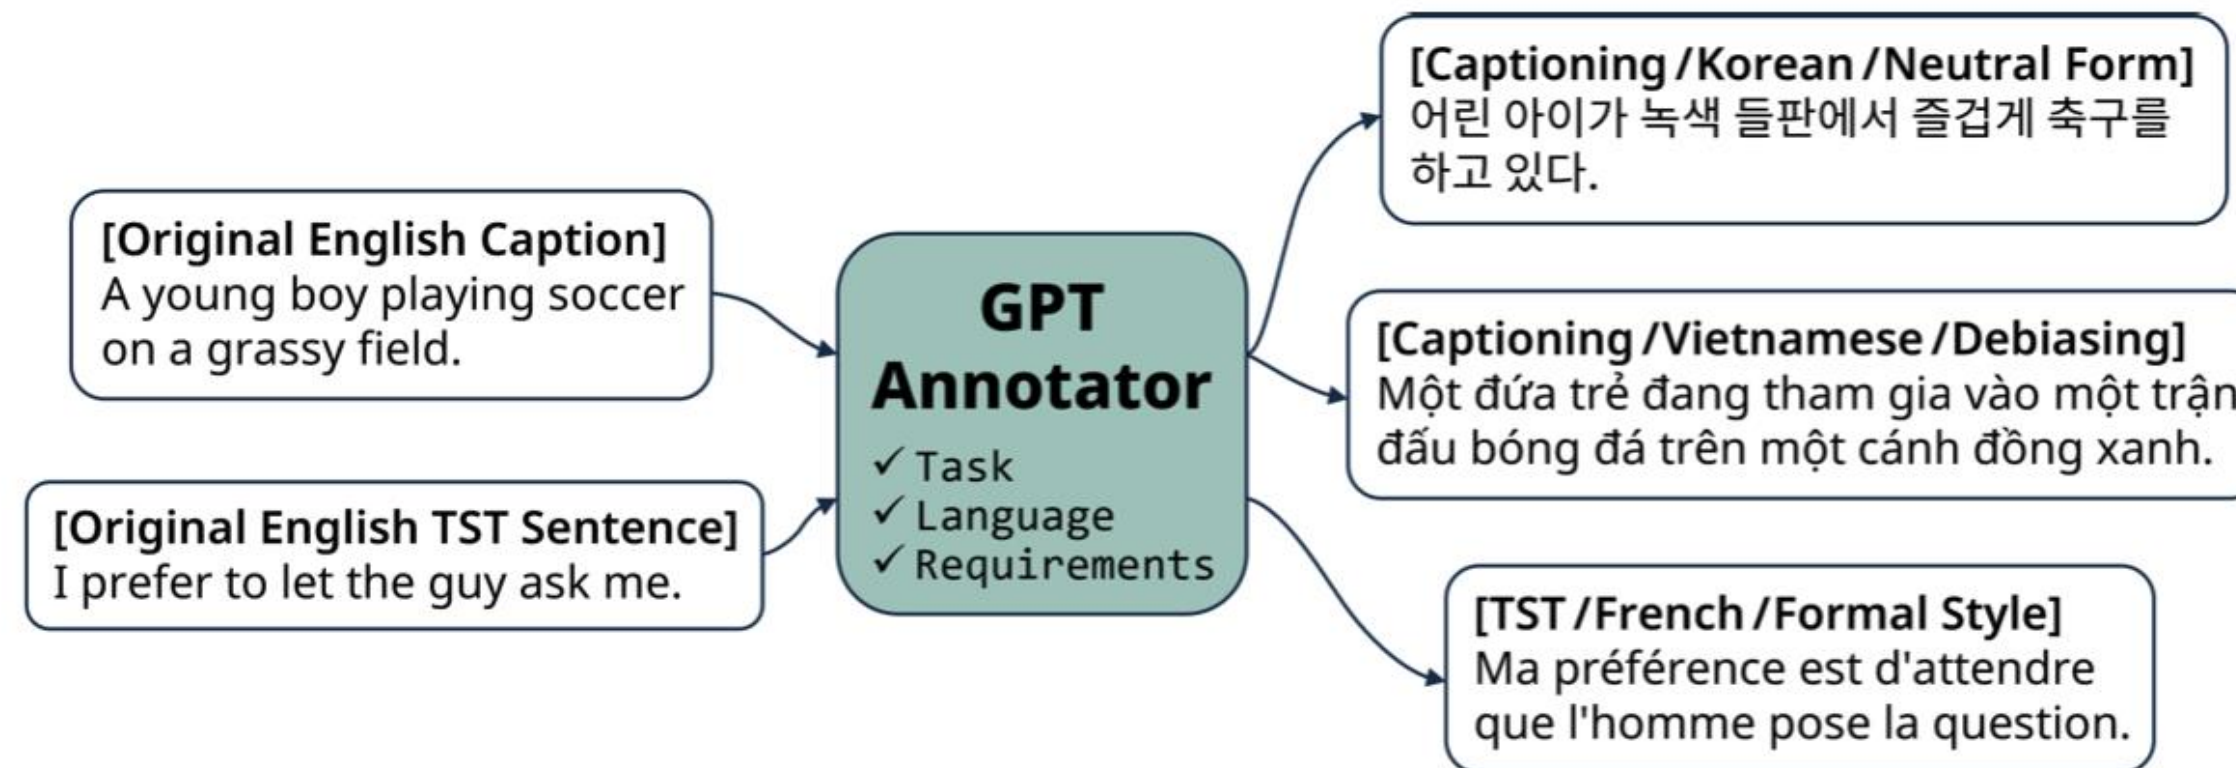 [Original English Caption]
A young boy playing soccer
on a grassy field.
[Original English TST Sentence]
I prefer to let the guy ask me.
GPT
Annotator
✓ Task
✓ Language
✓ Requirements
[Captioning/Korean/Neutral Form]
어린 아이가 녹색 들판에서 즐겁게 축구를
하고 있다.
[Captioning/Vietnamese/Debiasing]
Một đứa trẻ đang tham gia vào một trận
đấu bóng đá trên một cánh đồng xanh.
[TST/French/Formal Style]
Ma préférence est d'attendre
que l'homme pose la question.